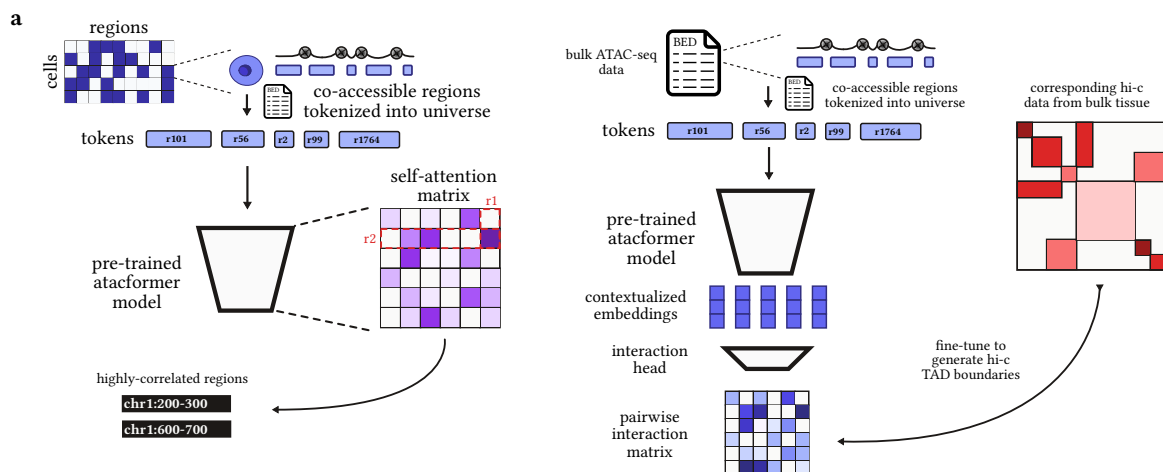 a
regions
cells
BED
co-accessible regions
tokenized into universe
tokens
r101
r56
r2
r99
r1764
self-attention
matrix
r1
r2
pre-trained
atacformer
model
highly-correlated regions
chr1:200-300
chr1:600-700
bulk ATAC-seq
data
BED
BED
co-accessible regions
tokenized into universe
tokens
r101
r56
r2
r99
r1764
corresponding hi-c
data from bulk tissue
pre-trained
atacformer
model
contextualized
embeddings
interaction
head
fine-tune to
generate hi-c
TAD boundaries
pairwise
interaction
matrix